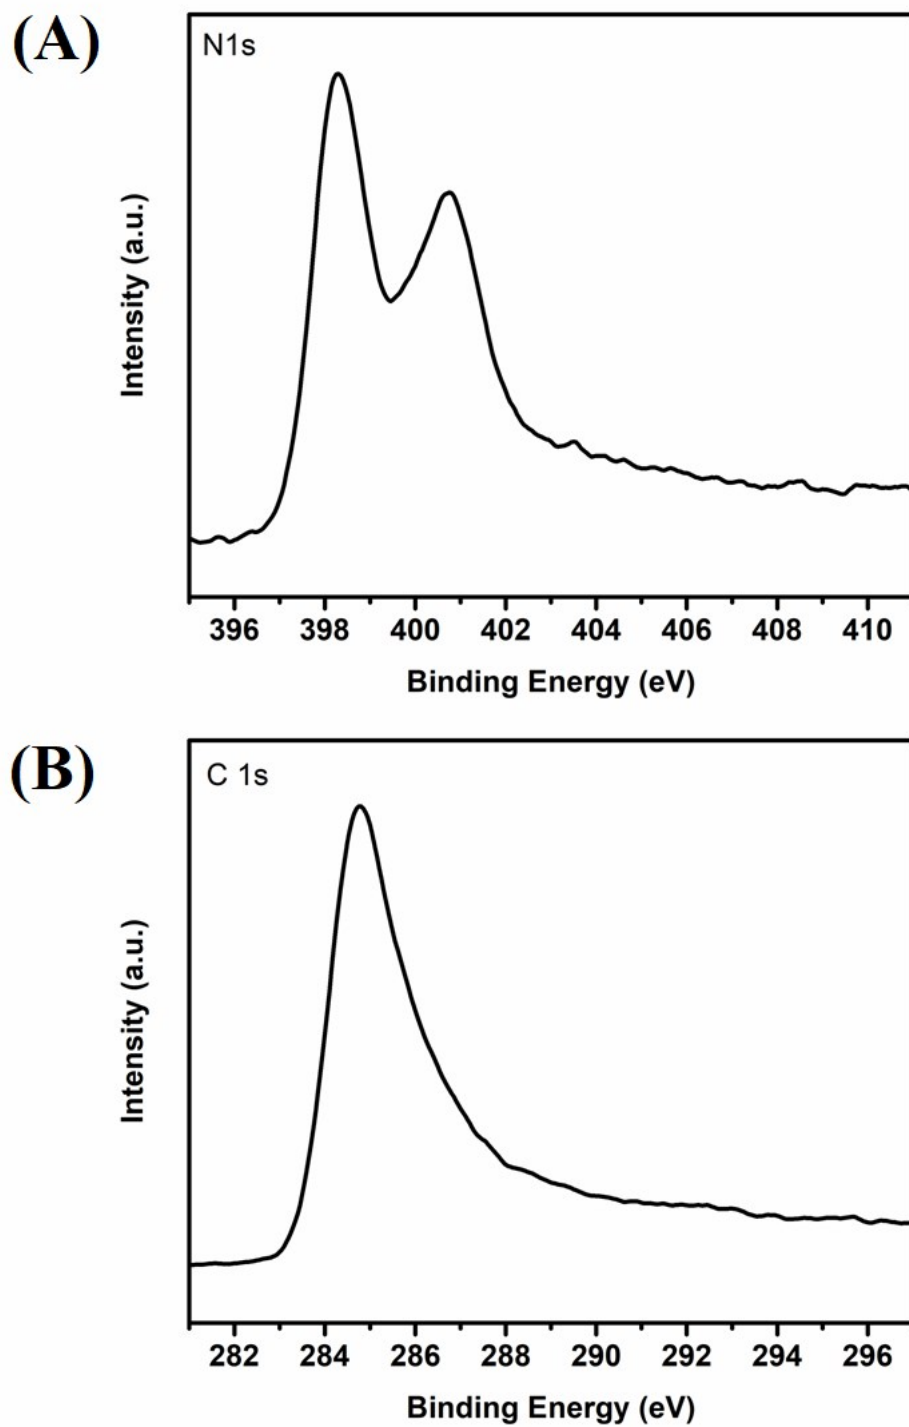 (A)
N1s
Intensity (a.u.)
396 398 400 402 404 406 408 410
Binding Energy (eV)
(B)
C 1s
Intensity (a.u.)
282 284 286 288 290 292 294 296
Binding Energy (eV)